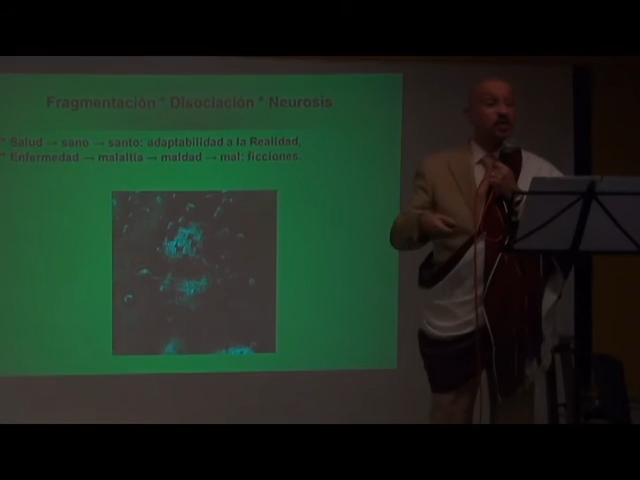 Fragmentación * Disociación * Neurosis
* Salud → sano → santo: adaptabilidad a la Realidad,
* Enfermedad → malaltia → maldad → mal: ficciones.